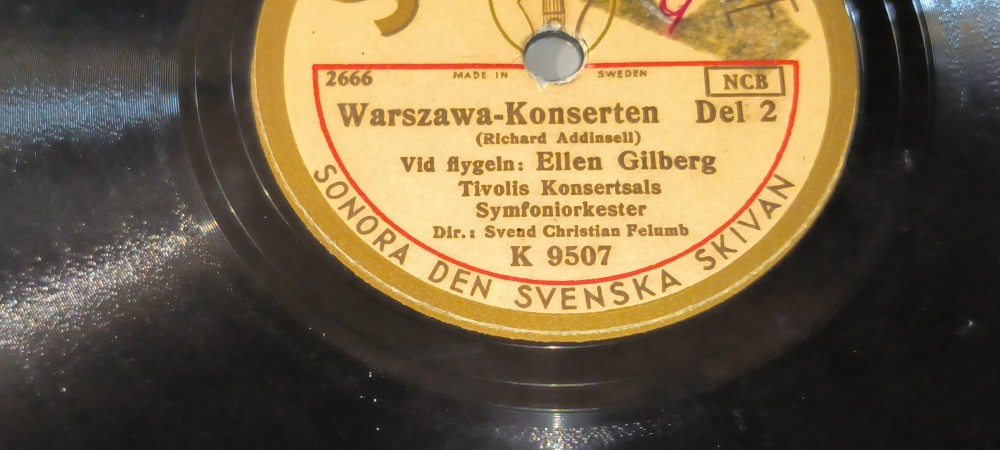 2666 MADE IN SWEDEN NCB
Warszawa-Konserten Del 2
(Richard Addinsell)
Vid flygeln: Ellen Gilberg
Tivolis Konsertsals
Symfoniorkester
Dir.: Svend Christian Felumb
K 9507
SONORA DEN SVENSKA SKIVAN